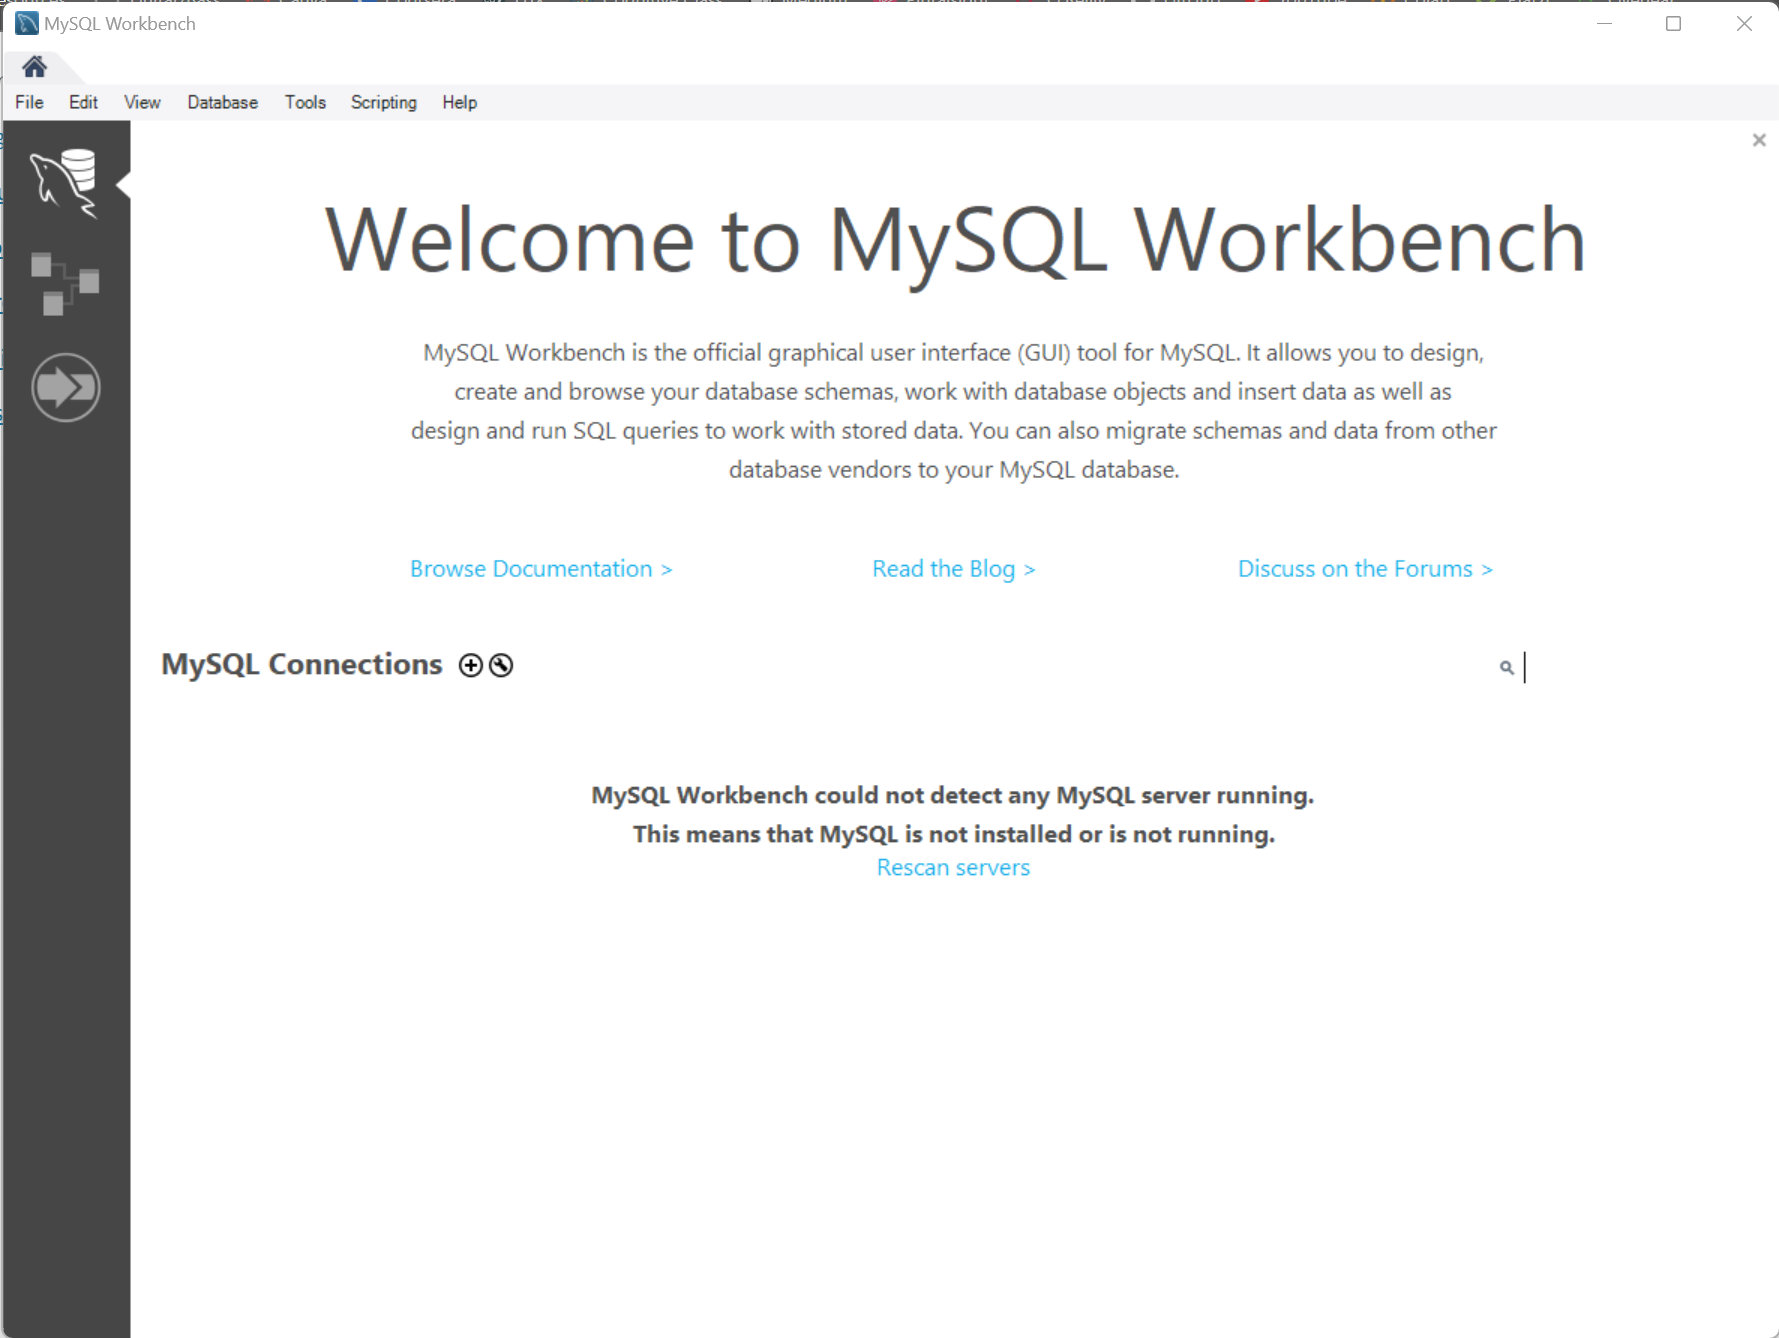 MySQL Workbench
File Edit View Database Tools Scripting Help
Welcome to MySQL Workbench
MySQL Workbench is the official graphical user interface (GUI) tool for MySQL. It allows you to design,
create and browse your database schemas, work with database objects and insert data as well as
design and run SQL queries to work with stored data. You can also migrate schemas and data from other
database vendors to your MySQL database.
Browse Documentation > Read the Blog > Discuss on the Forums >
MySQL Connections
MySQL Workbench could not detect any MySQL server running.
This means that MySQL is not installed or is not running.
Rescan servers